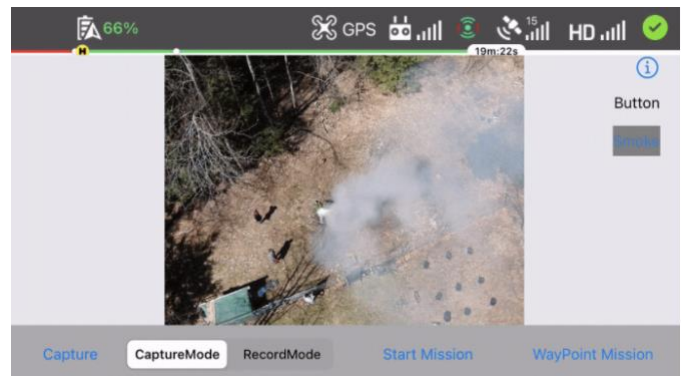 66%
GPS
15
HD
H
19m:22s
Button
Smoke
Capture
CaptureMode
RecordMode
Start Mission
WayPoint Mission